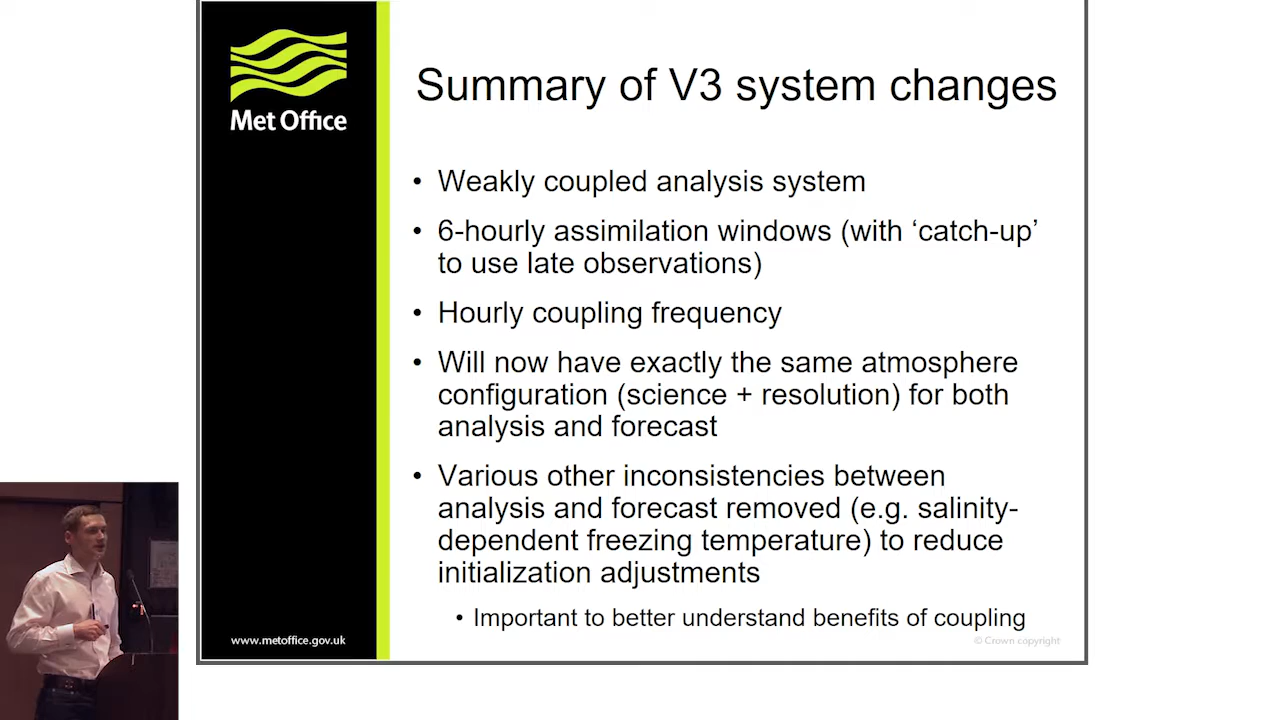 Met Office
Summary of V3 system changes
• Weakly coupled analysis system
• 6-hourly assimilation windows (with ‘catch-up’
to use late observations)
• Hourly coupling frequency
• Will now have exactly the same atmosphere
configuration (science + resolution) for both
analysis and forecast
• Various other inconsistencies between
analysis and forecast removed (e.g. salinity-
dependent freezing temperature) to reduce
initialization adjustments
• Important to better understand benefits of coupling
www.metoffice.gov.uk
© Crown copyright